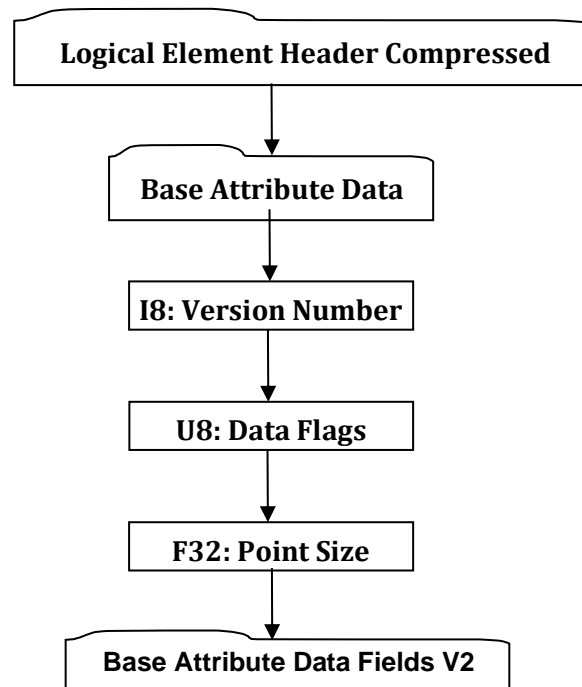 Logical Element Header Compressed
Base Attribute Data
I8: Version Number
U8: Data Flags
F32: Point Size
Base Attribute Data Fields V2